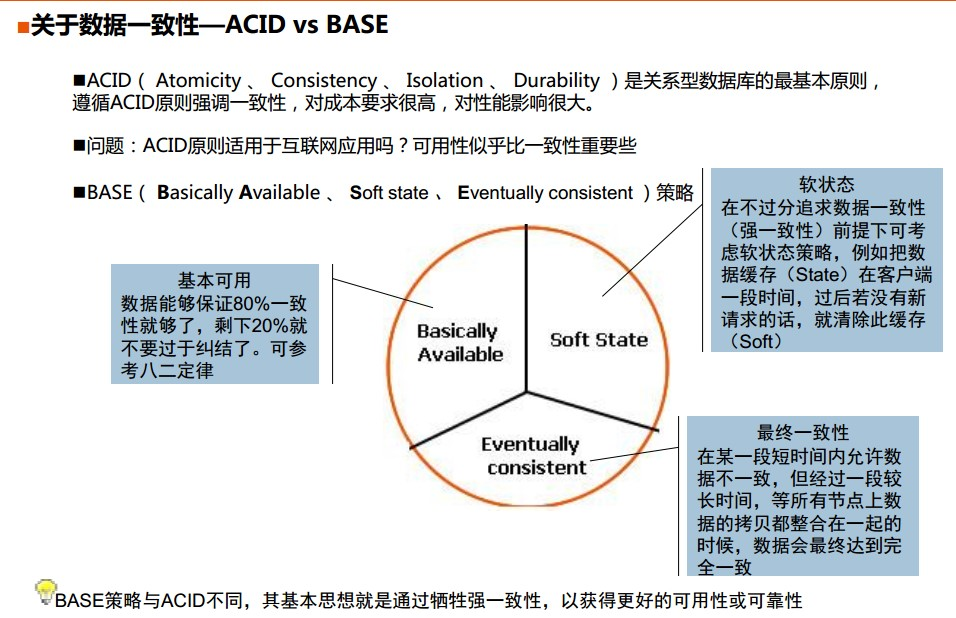 ■关于数据一致性—ACID vs BASE
■ACID（ Atomicity 、 Consistency 、 Isolation 、 Durability ）是关系型数据库的最基本原则，
遵循ACID原则强调一致性，对成本要求很高，对性能影响很大。
■问题：ACID原则适用于互联网应用吗？可用性似乎比一致性重要些
■BASE（ Basically Available 、 Soft state 、 Eventually consistent ）策略
软状态
在不过分追求数据一致性
（强一致性）前提下可考
虑软状态策略，例如把数
据缓存（State）在客户端
一段时间，过后若没有新
请求的话，就清除此缓存
（Soft）
基本可用
数据能够保证80%一致
性就够了，剩下20%就
不要过于纠结了。可参
考八二定律
Basically
Available
Soft State
Eventually
consistent
最终一致性
在某一段短时间内允许数
据不一致，但经过一段较
长时间，等所有节点上数
据的拷贝都整合在一起的
时候，数据会最终达到完
全一致
BASE策略与ACID不同，其基本思想就是通过牺牲强一致性，以获得更好的可用性或可靠性